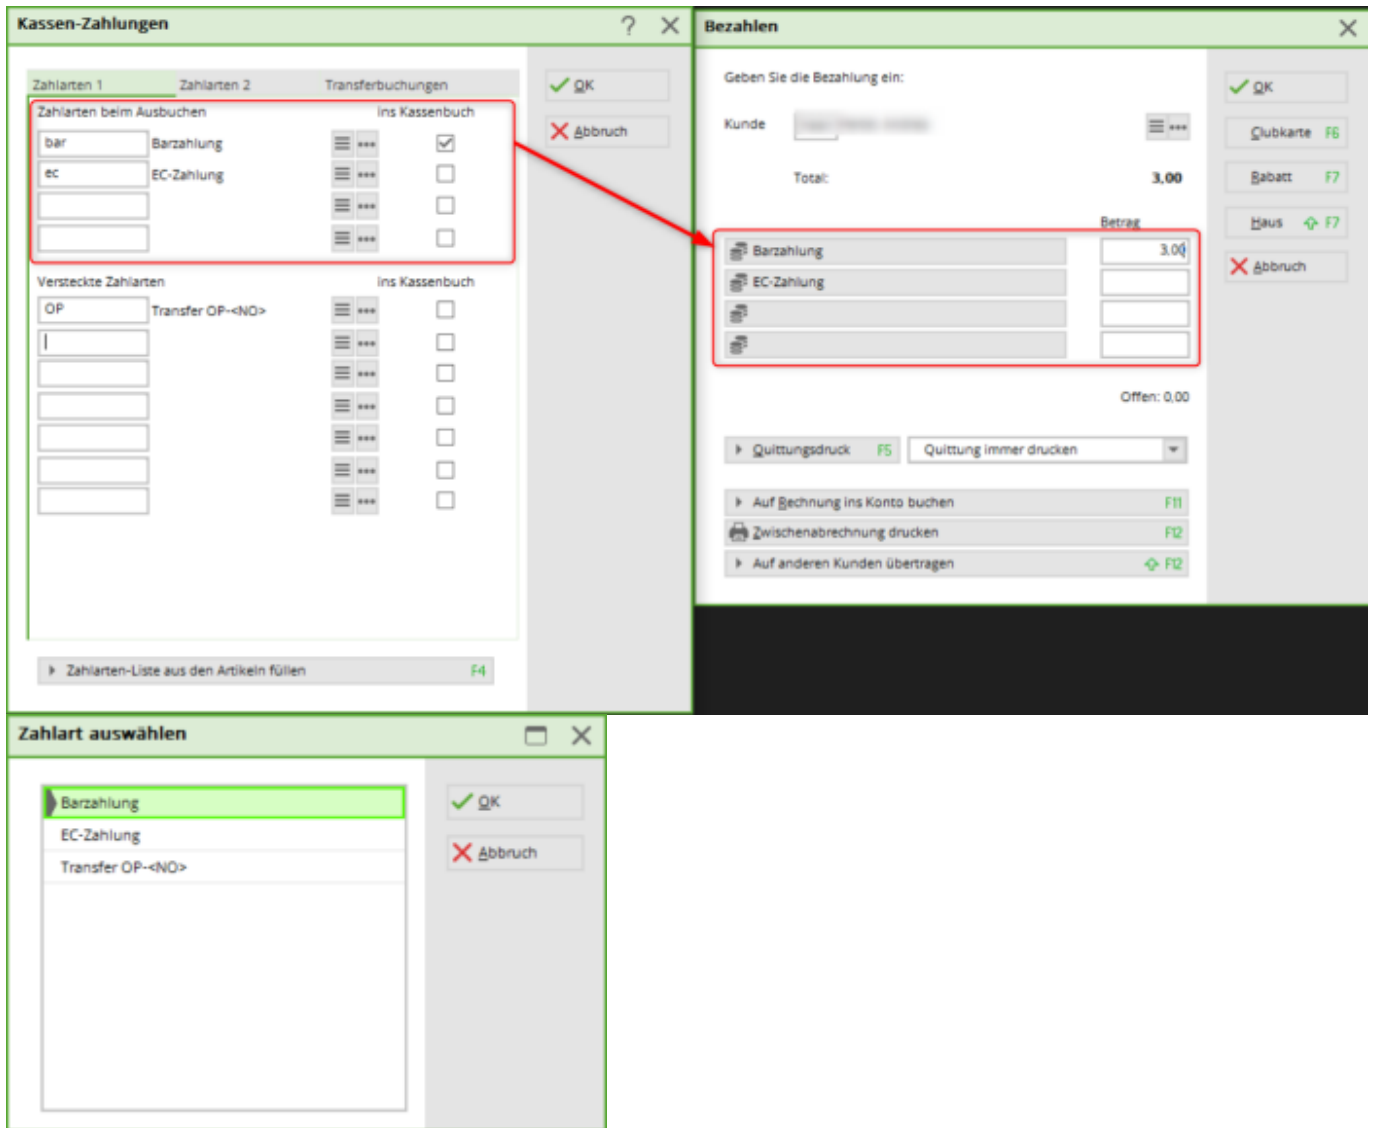 Kassen-Zahlungen
Zahlarten 1 Zahlarten 2 Transferbuchungen
Zahlarten beim Ausbuchen ins Kassenbuch
bar Barzahlung
ec EC-Zahlung
Versteckte Zahlarten ins Kassenbuch
OP Transfer OP-<NO>
Zahlarten-Liste aus den Artikeln füllen F4
OK
Abbruch
Bezahlen
Geben Sie die Bezahlung ein:
Kunde
Total: 3,00
Betrag
Barzahlung 3.00
EC-Zahlung
Offen: 0,00
Quittungsdruck F5 Quittung immer drucken
Auf Rechnung ins Konto buchen F11
Zwischenabrechnung drucken F12
Auf anderen Kunden übertragen F12
OK
Clubkarte F6
Rabatt F7
Haus F7
Abbruch
Zahlart auswählen
Barzahlung
EC-Zahlung
Transfer OP-<NO>
OK
Abbruch